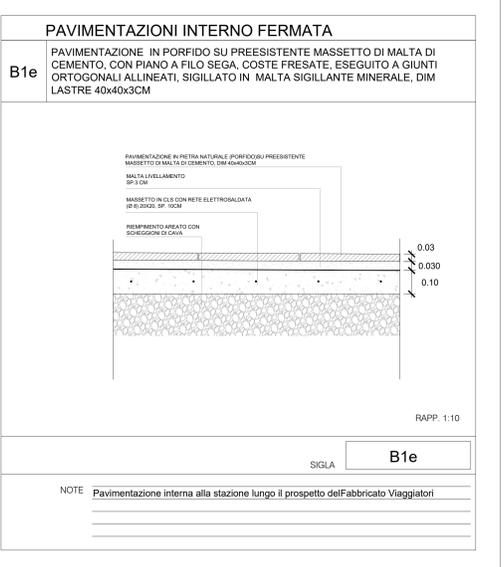 PAVIMENTAZIONI INTERNO FERMATA
B1e
PAVIMENTAZIONE IN PORFIDO SU PREESISTENTE MASSETTO DI MALTA DI
CEMENTO, CON PIANO A FILO SEGA, COSTE FRESATE, ESEGUITO A GIUNTI
ORTOGONALI ALLINEATI, SIGILLATO IN MALTA SIGILLANTE MINERALE, DIM
LASTRE 40x40x3CM
PAVIMENTAZIONE IN PIETRA NATURALE (PORFIDO)SU PREESISTENTE
MASSETTO DI MALTA DI CEMENTO, DIM 40x40x3CM
MALTA LIVELLAMENTO
SP.3 CM
MASSETTO IN CLS CON RETE ELETTROSALDATA
(Ø 8) 20X20, SP. 10CM
RIEMPIMENTO AREATO CON
SCHEGGIONI DI CAVA
0.03
0.030
0.10
RAPP. 1:10
SIGLA
B1e
NOTE
Pavimentazione interna alla stazione lungo il prospetto delFabbricato Viaggiatori